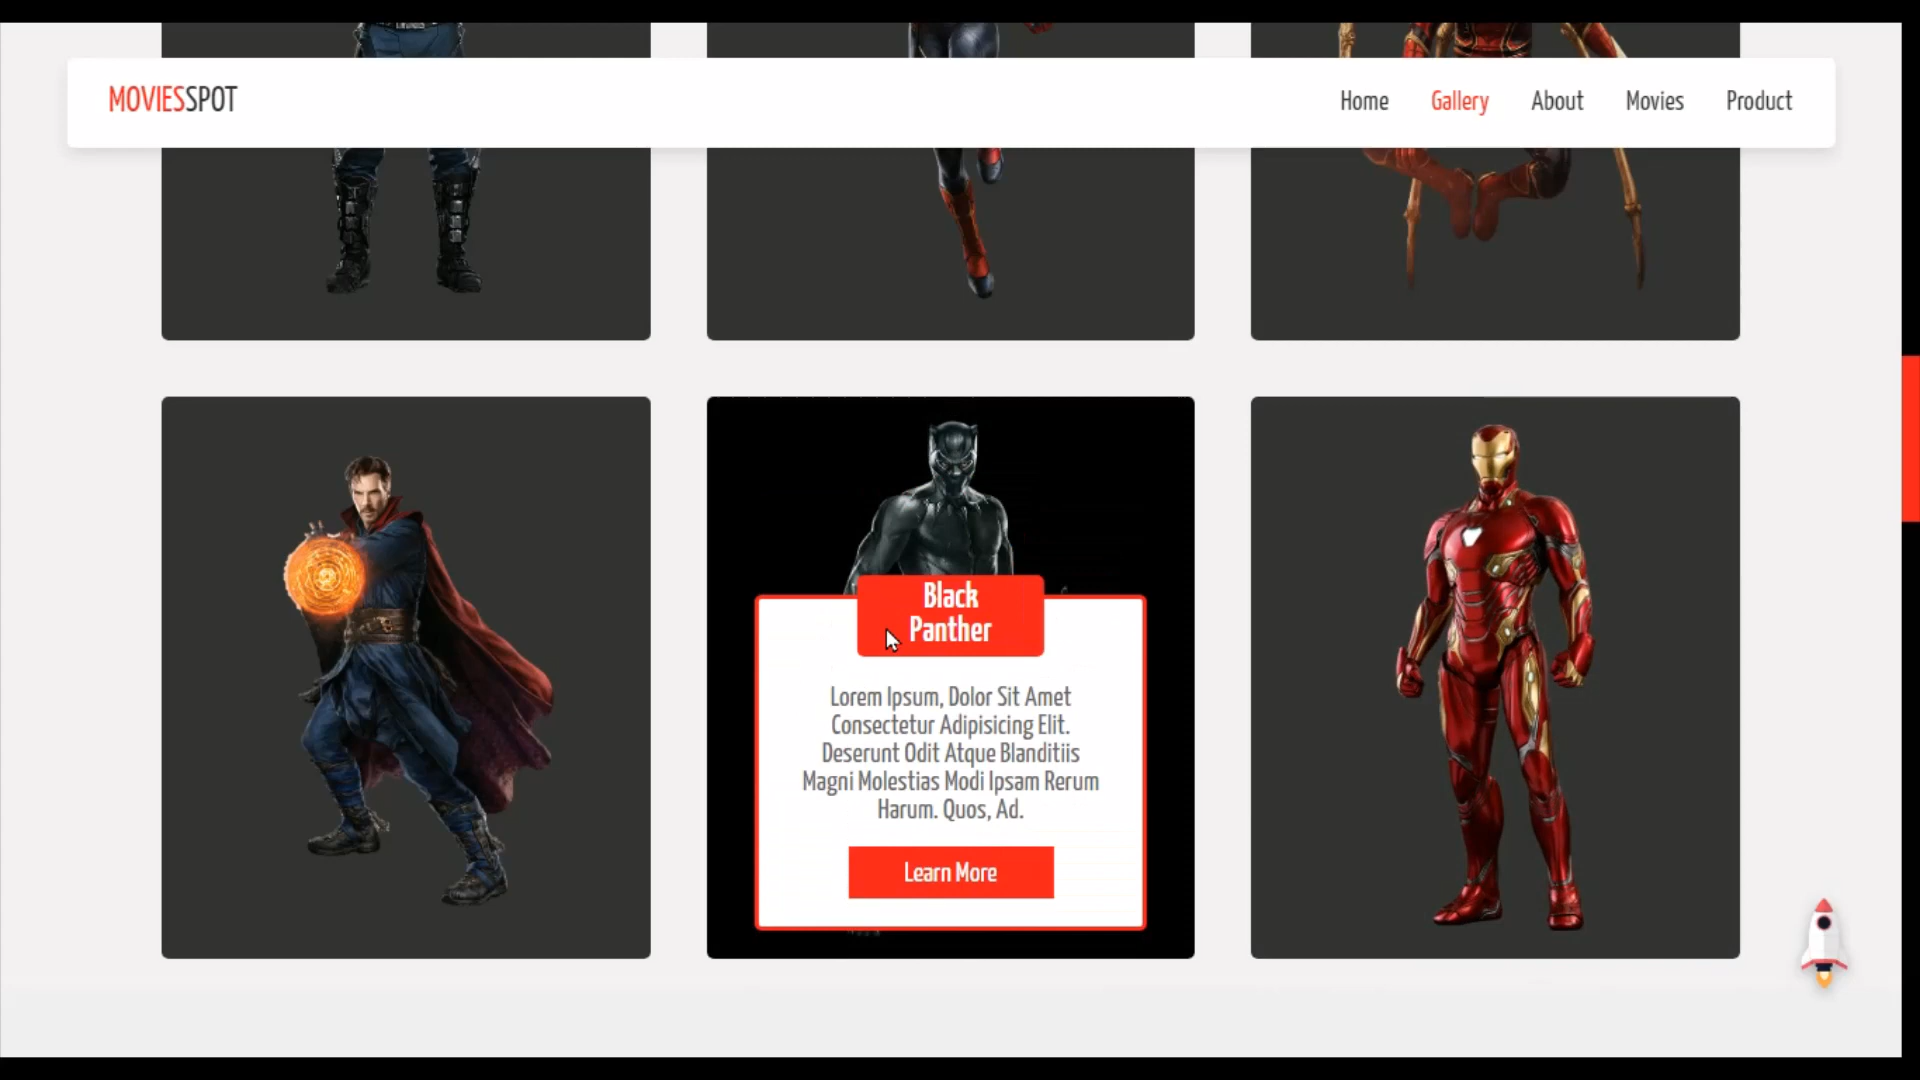 MOVIESSPOT
Home Gallery About Movies Product
Black
Panther
Lorem Ipsum, Dolor Sit Amet
Consectetur Adipisicing Elit.
Deserunt Odit Atque Blanditiis
Magni Molestias Modi Ipsam Rerum
Harum. Quos, Ad.
Learn More